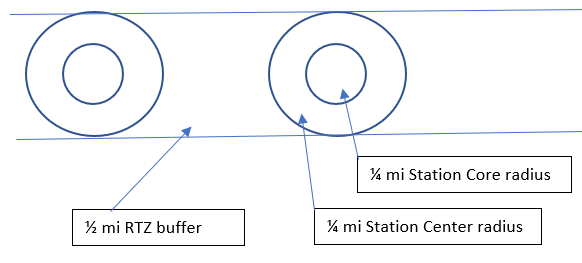 ¼ mi Station Core radius
½ mi RTZ buffer
¼ mi Station Center radius